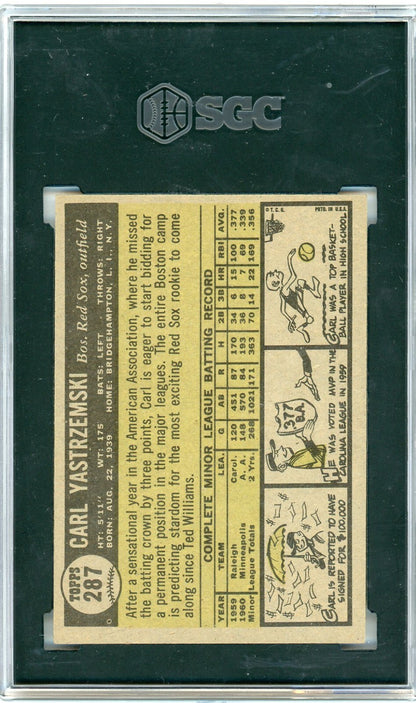 SGC
TOPPS
287
CARL YASTRZEMSKI
Bos. Red Sox, outfield
HT: 5'11" WT: 175 BATS: LEFT THROWS: RIGHT
BORN: AUG. 22, 1939 HOME: BRIDGEHAMPTON, L. I., N.Y.
After a sensational year in the American Association, where he missed
the batting crown by three points, Carl is eager to start bidding for
a permanent position in the major leagues. The entire Boston camp
is predicting stardom for the most exciting Red Sox rookie to come
along since Ted Williams.
COMPLETE MINOR LEAGUE BATTING RECORD
YEAR TEAM LEA. G AB R H 2B 3B HR RBI AVG.
1959 Raleigh Carol. 120 451 87 170 34 6 15 100 .377
1960 Minneapolis A. A. 148 570 84 193 36 8 7 69 .339
Minor League Totals 2 Yrs. 268 1021 171 363 70 14 22 169 .356
CARL IS REPORTED TO HAVE
SIGNED FOR $100,000
377
B.A.
HE WAS VOTED MVP IN THE
CAROLINA LEAGUE IN 1959
© T.C.G. PRTD. IN U.S.A.
CARL WAS A TOP BASKET-
BALL PLAYER IN HIGH SCHOOL